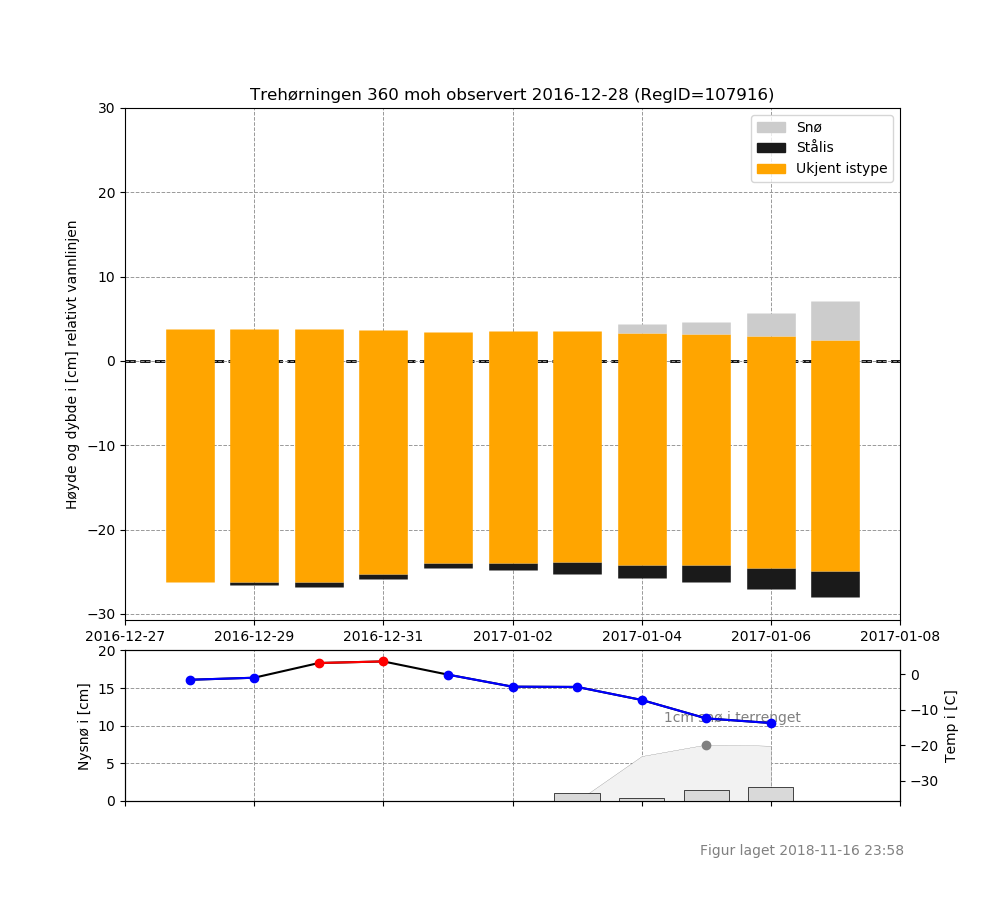 Trehørningen 360 moh observert 2016-12-28 (RegID=107916)
30
20
10
0
−10
−20
−30
Høyde og dybde i [cm] relativt vannlinjen
Snø
Stålis
Ukjent istype
2016-12-27 2016-12-29 2016-12-31 2017-01-02 2017-01-04 2017-01-06 2017-01-08
20
15
10
5
0
Nysnø i [cm]
1cm snø i terrenget
0
−10
−20
−30
Temp i [C]
Figur laget 2018-11-16 23:58